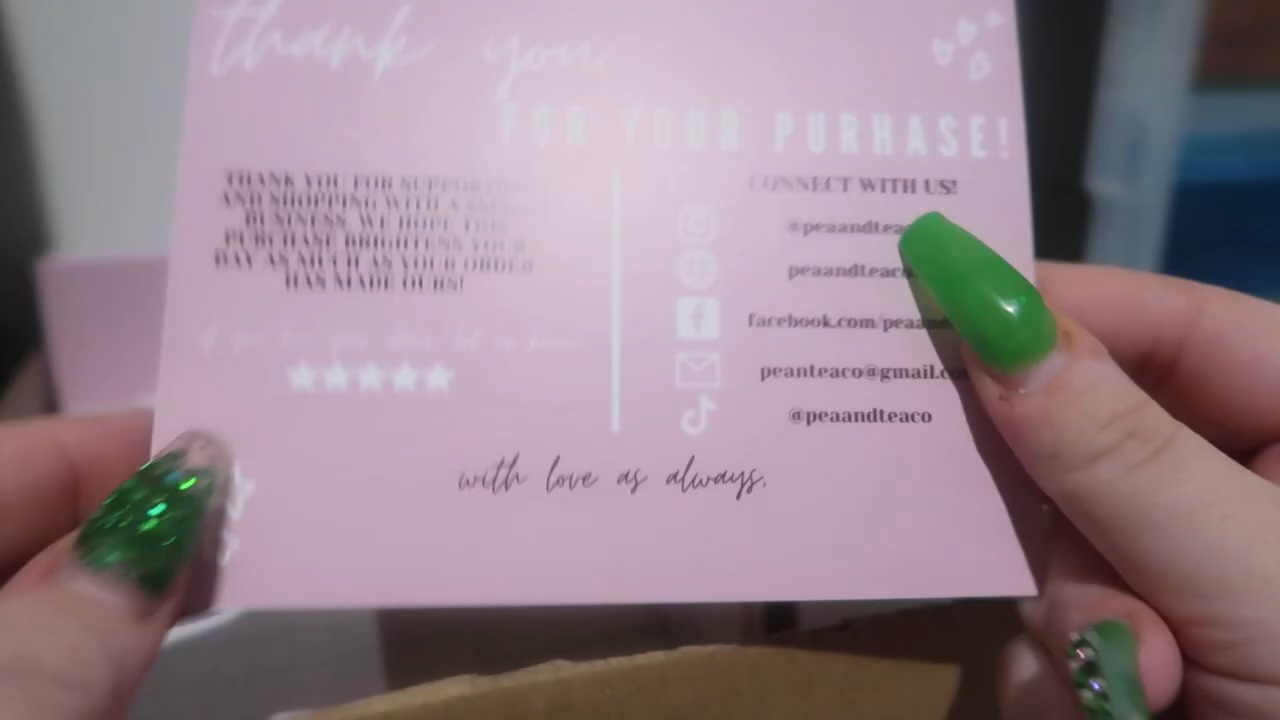 thank you
FOR YOUR PURHASE!
THANK YOU FOR SUPPORTING
AND SHOPPING WITH A SMALL
BUSINESS. WE HOPE THIS
PURCHASE BRIGHTENS YOUR
DAY AS MUCH AS YOUR ORDER
HAS MADE OURS!
CONNECT WITH US!
@peaandteac
peaandteaco
facebook.com/peaand
peanteaco@gmail.co
@peaandteaco
with love as always,